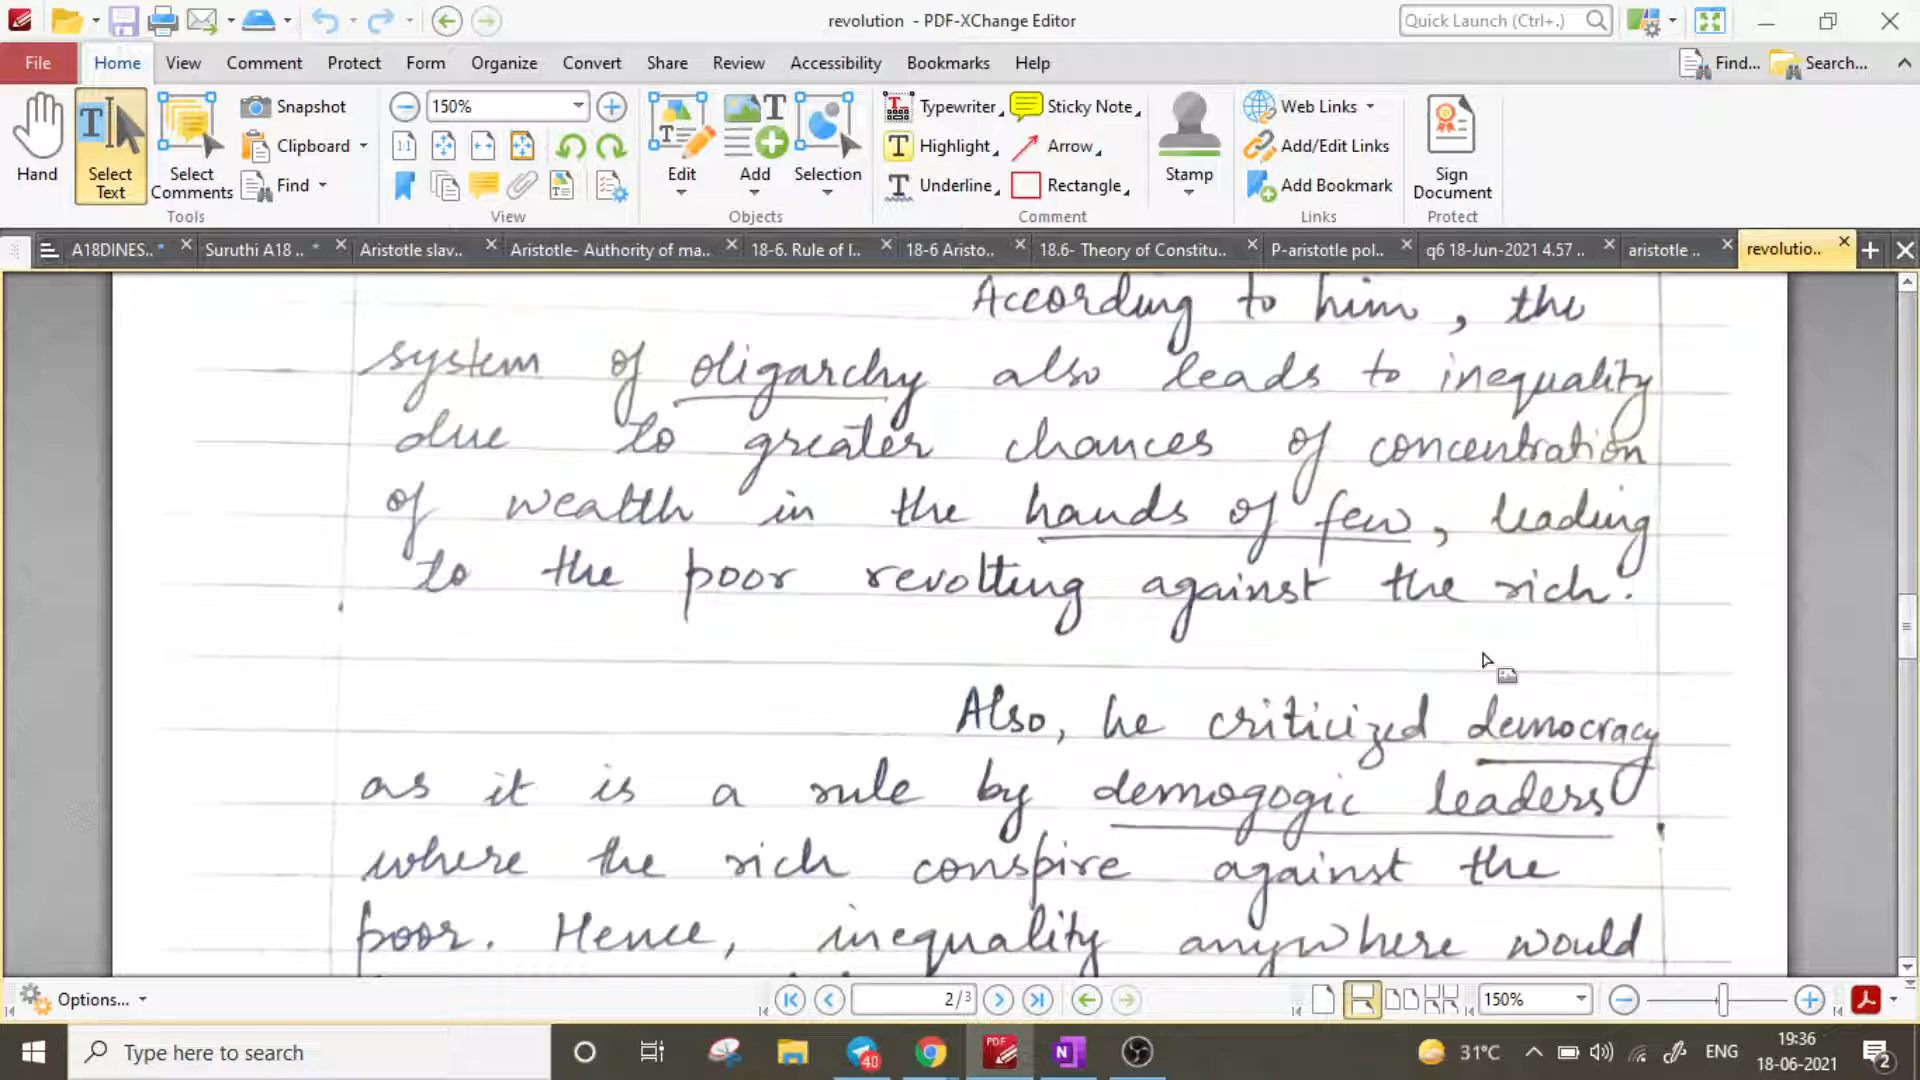 revolution - PDF-XChange Editor
Quick Launch (Ctrl+.)
File Home View Comment Protect Form Organize Convert Share Review Accessibility Bookmarks Help Find... Search...
Hand
Select Text
Select Comments
Snapshot
Clipboard
Find
Tools
150%
View
Edit
Add
Selection
Objects
Typewriter
Highlight
Underline
Sticky Note
Arrow
Rectangle
Stamp
Comment
Web Links
Add/Edit Links
Add Bookmark
Links
Sign Document
Protect
A18DINES.. * Suruthi A18 .. * Aristotle slav.. Aristotle- Authority of ma.. 18-6. Rule of l.. 18-6 Aristo.. 18.6- Theory of Constitu.. P-aristotle pol.. q6 18-Jun-2021 4.57 .. aristotle .. revolutio..
According to him, the
system of oligarchy also leads to inequality
due to greater chances of concentration
of wealth in the hands of few, leading
to the poor revolting against the rich.
Also, he criticized democracy
as it is a rule by demogogic leaders
where the rich conspire against the
poor. Hence, inequality anywhere would
Options... 2/3 150%
Type here to search
40
PDF
31°C ENG
19:36
18-06-2021
2